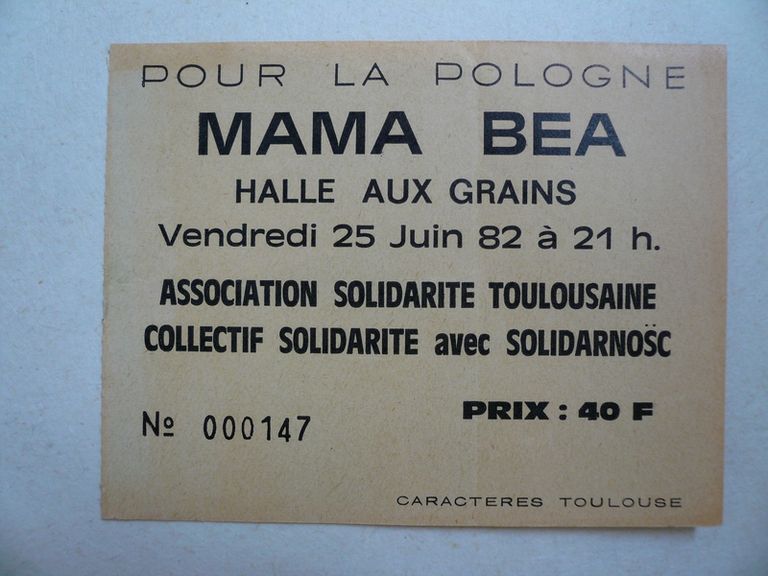 POUR LA POLOGNE
MAMA BEA
HALLE AUX GRAINS
Vendredi 25 Juin 82 à 21 h.
ASSOCIATION SOLIDARITE TOULOUSAINE
COLLECTIF SOLIDARITE avec SOLIDARNOŚĆ
Nº 000147
PRIX : 40 F
CARACTERES TOULOUSE